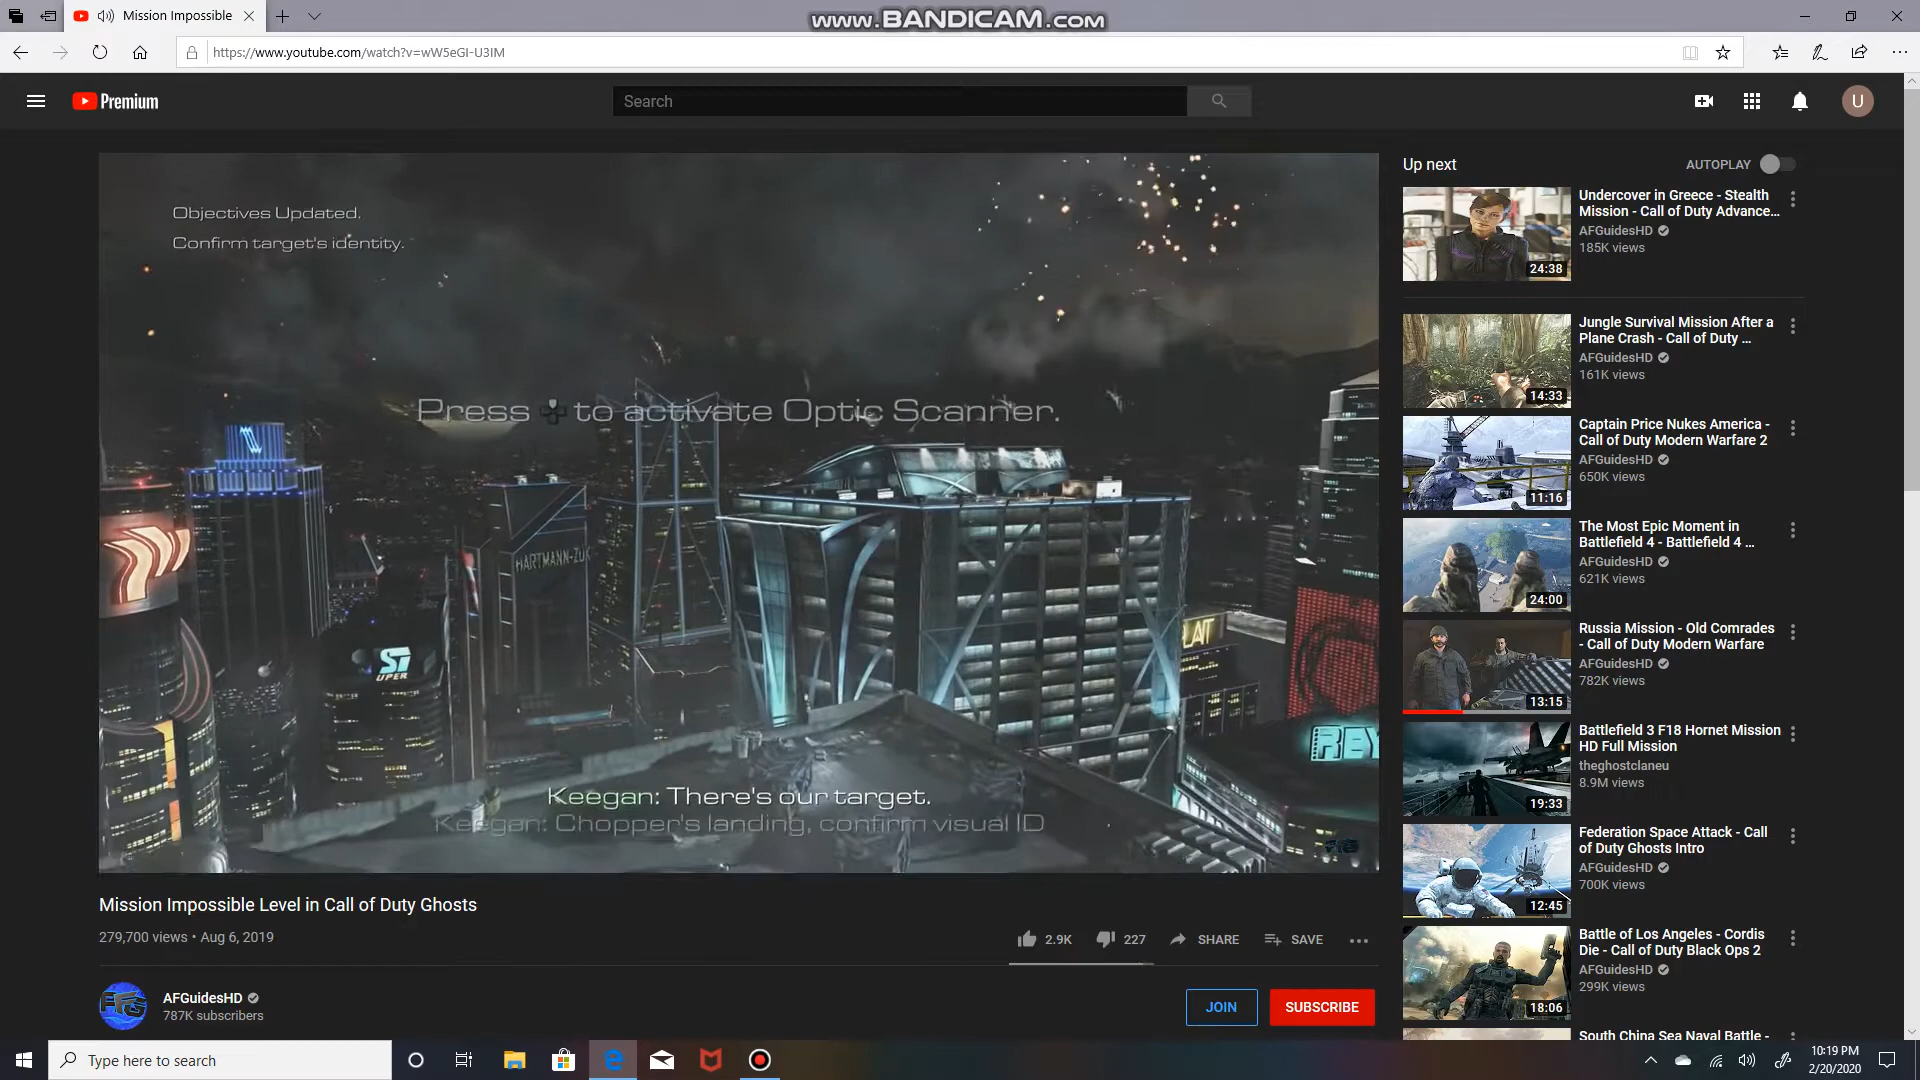 Mission Impossible
www.BANDICAM.com
https://www.youtube.com/watch?v=wW5eGI-U3IM
Premium
Search
U
Objectives Updated.
Confirm target's identity.
Press to activate Optic Scanner.
HARTMANN-ZUK
S7
UPER
LAIT
REY
Keegan: There's our target.
Keegan: Chopper's landing, confirm visual ID
Mission Impossible Level in Call of Duty Ghosts
279,700 views • Aug 6, 2019
2.9K
227
SHARE
SAVE
AFGuidesHD
787K subscribers
JOIN
SUBSCRIBE
Up next
AUTOPLAY
Undercover in Greece - Stealth
Mission - Call of Duty Advance...
AFGuidesHD
185K views
24:38
Jungle Survival Mission After a
Plane Crash - Call of Duty ...
AFGuidesHD
161K views
14:33
Captain Price Nukes America -
Call of Duty Modern Warfare 2
AFGuidesHD
650K views
11:16
The Most Epic Moment in
Battlefield 4 - Battlefield 4 ...
AFGuidesHD
621K views
24:00
Russia Mission - Old Comrades
- Call of Duty Modern Warfare
AFGuidesHD
782K views
13:15
Battlefield 3 F18 Hornet Mission
HD Full Mission
theghostclaneu
8.9M views
19:33
Federation Space Attack - Call
of Duty Ghosts Intro
AFGuidesHD
700K views
12:45
Battle of Los Angeles - Cordis
Die - Call of Duty Black Ops 2
AFGuidesHD
299K views
18:06
South China Sea Naval Battle -
Type here to search
10:19 PM
2/20/2020